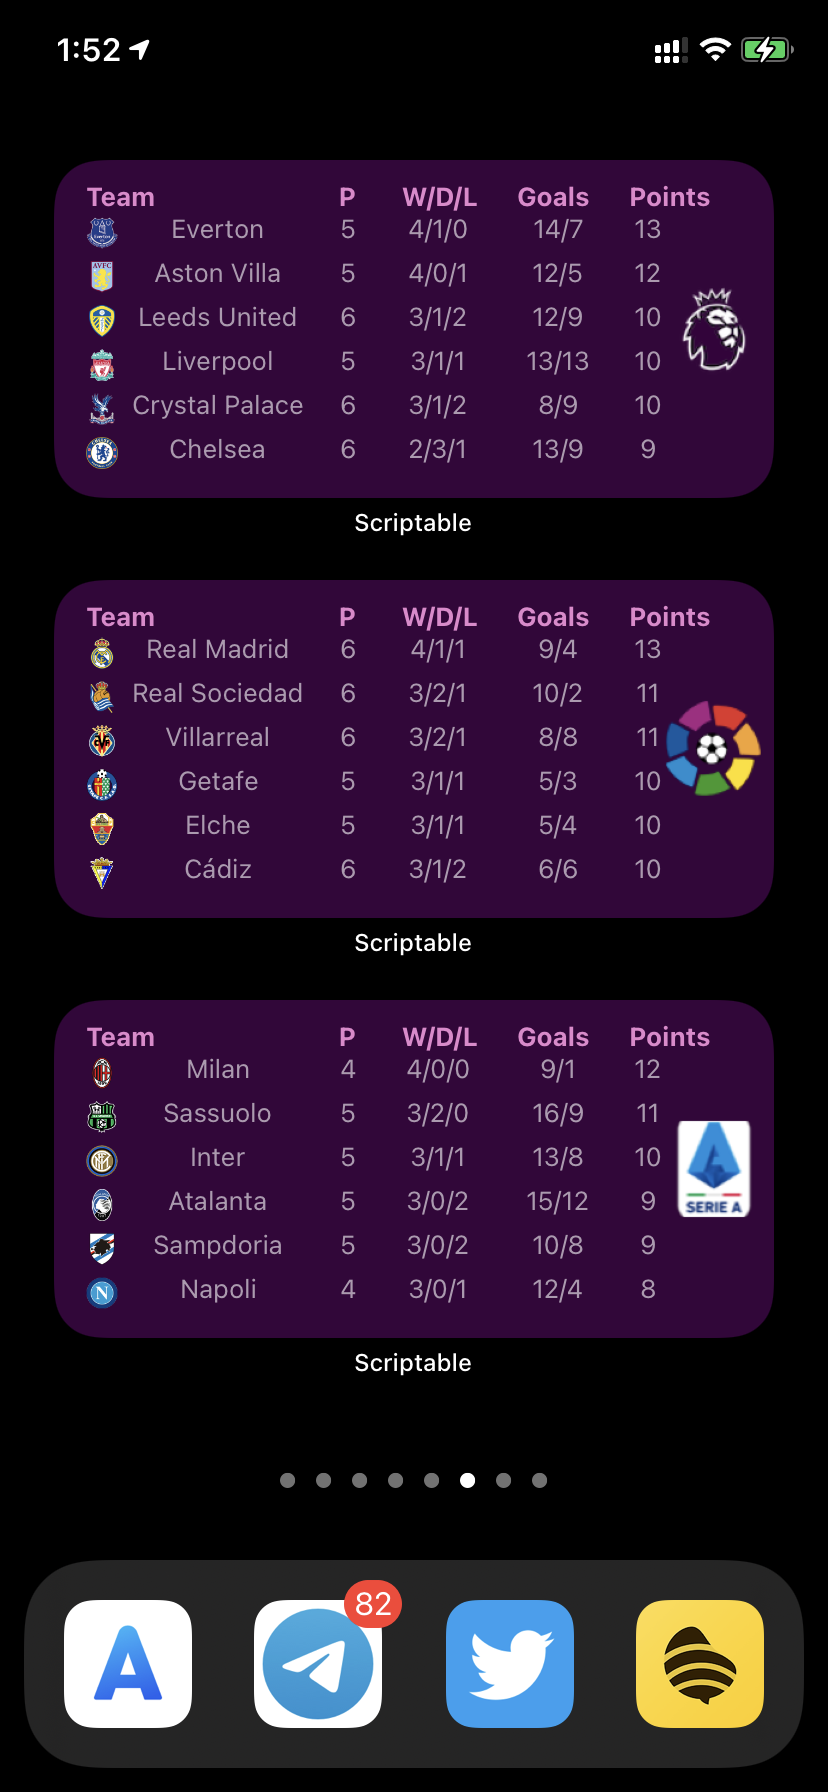 1:52
Team P W/D/L Goals Points
Everton 5 4/1/0 14/7 13
Aston Villa 5 4/0/1 12/5 12
Leeds United 6 3/1/2 12/9 10
Liverpool 5 3/1/1 13/13 10
Crystal Palace 6 3/1/2 8/9 10
Chelsea 6 2/3/1 13/9 9
Scriptable
Team P W/D/L Goals Points
Real Madrid 6 4/1/1 9/4 13
Real Sociedad 6 3/2/1 10/2 11
Villarreal 6 3/2/1 8/8 11
Getafe 5 3/1/1 5/3 10
Elche 5 3/1/1 5/4 10
Cádiz 6 3/1/2 6/6 10
Scriptable
Team P W/D/L Goals Points
Milan 4 4/0/0 9/1 12
Sassuolo 5 3/2/0 16/9 11
Inter 5 3/1/1 13/8 10
Atalanta 5 3/0/2 15/12 9
Sampdoria 5 3/0/2 10/8 9
Napoli 4 3/0/1 12/4 8
SERIE A
Scriptable
82